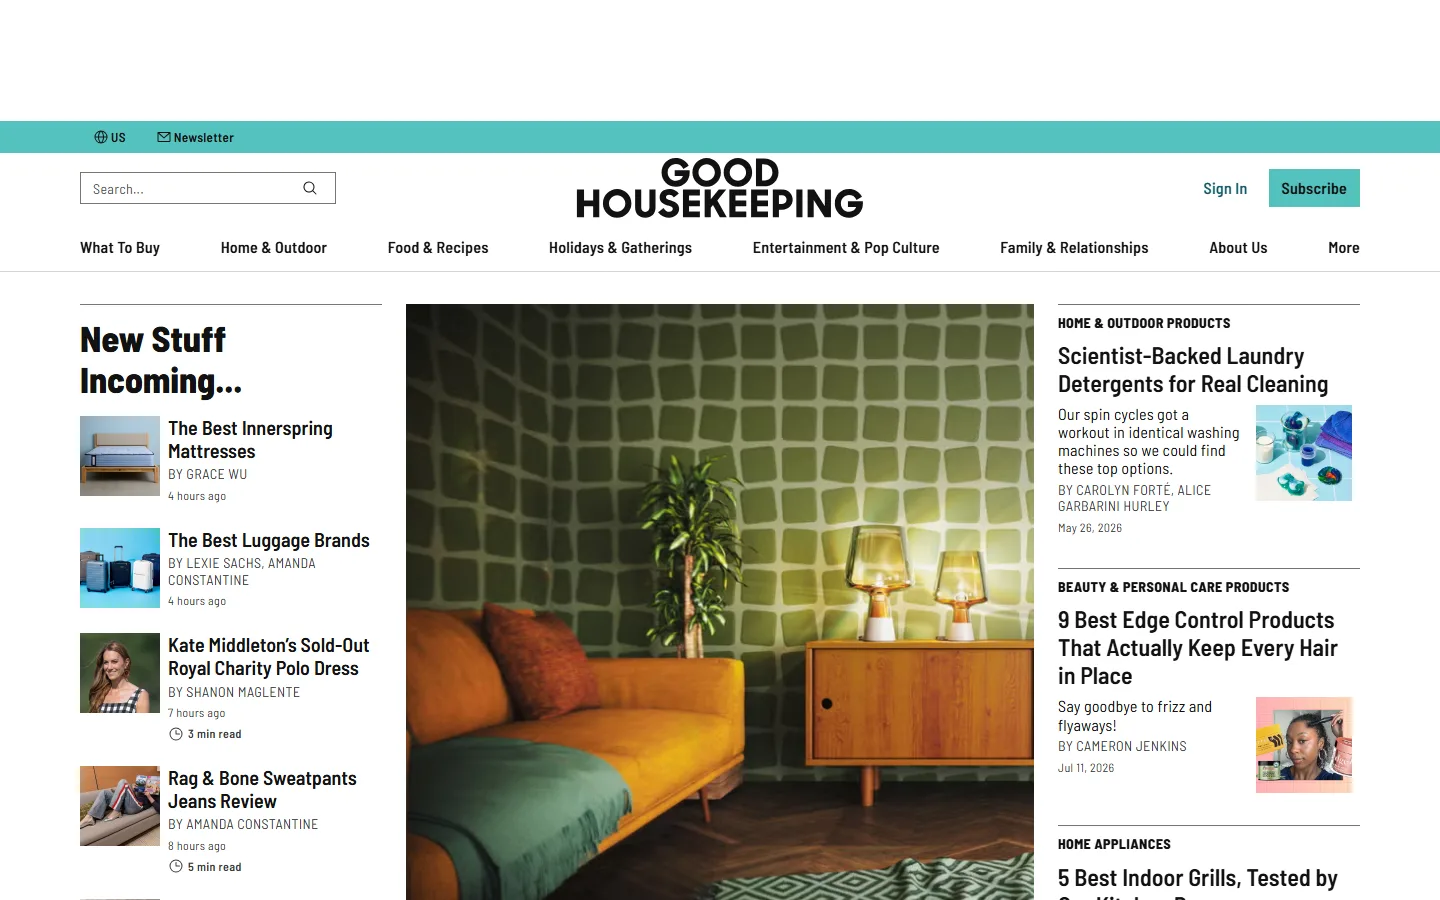 US
Newsletter
Search...
GOOD
HOUSEKEEPING
Sign In
Subscribe
What To Buy
Home & Outdoor
Food & Recipes
Holidays & Gatherings
Entertainment & Pop Culture
Family & Relationships
About Us
More
New Stuff
Incoming...
The Best Innerspring
Mattresses
BY GRACE WU
4 hours ago
The Best Luggage Brands
BY LEXIE SACHS, AMANDA
CONSTANTINE
4 hours ago
Kate Middleton's Sold-Out
Royal Charity Polo Dress
BY SHANON MAGLENTE
7 hours ago
3 min read
Rag & Bone Sweatpants
Jeans Review
BY AMANDA CONSTANTINE
8 hours ago
5 min read
HOME & OUTDOOR PRODUCTS
Scientist-Backed Laundry
Detergents for Real Cleaning
Our spin cycles got a
workout in identical washing
machines so we could find
these top options.
BY CAROLYN FORTÉ, ALICE
GARBARINI HURLEY
May 26, 2026
BEAUTY & PERSONAL CARE PRODUCTS
9 Best Edge Control Products
That Actually Keep Every Hair
in Place
Say goodbye to frizz and
flyaways!
BY CAMERON JENKINS
Jul 11, 2026
HOME APPLIANCES
5 Best Indoor Grills, Tested by